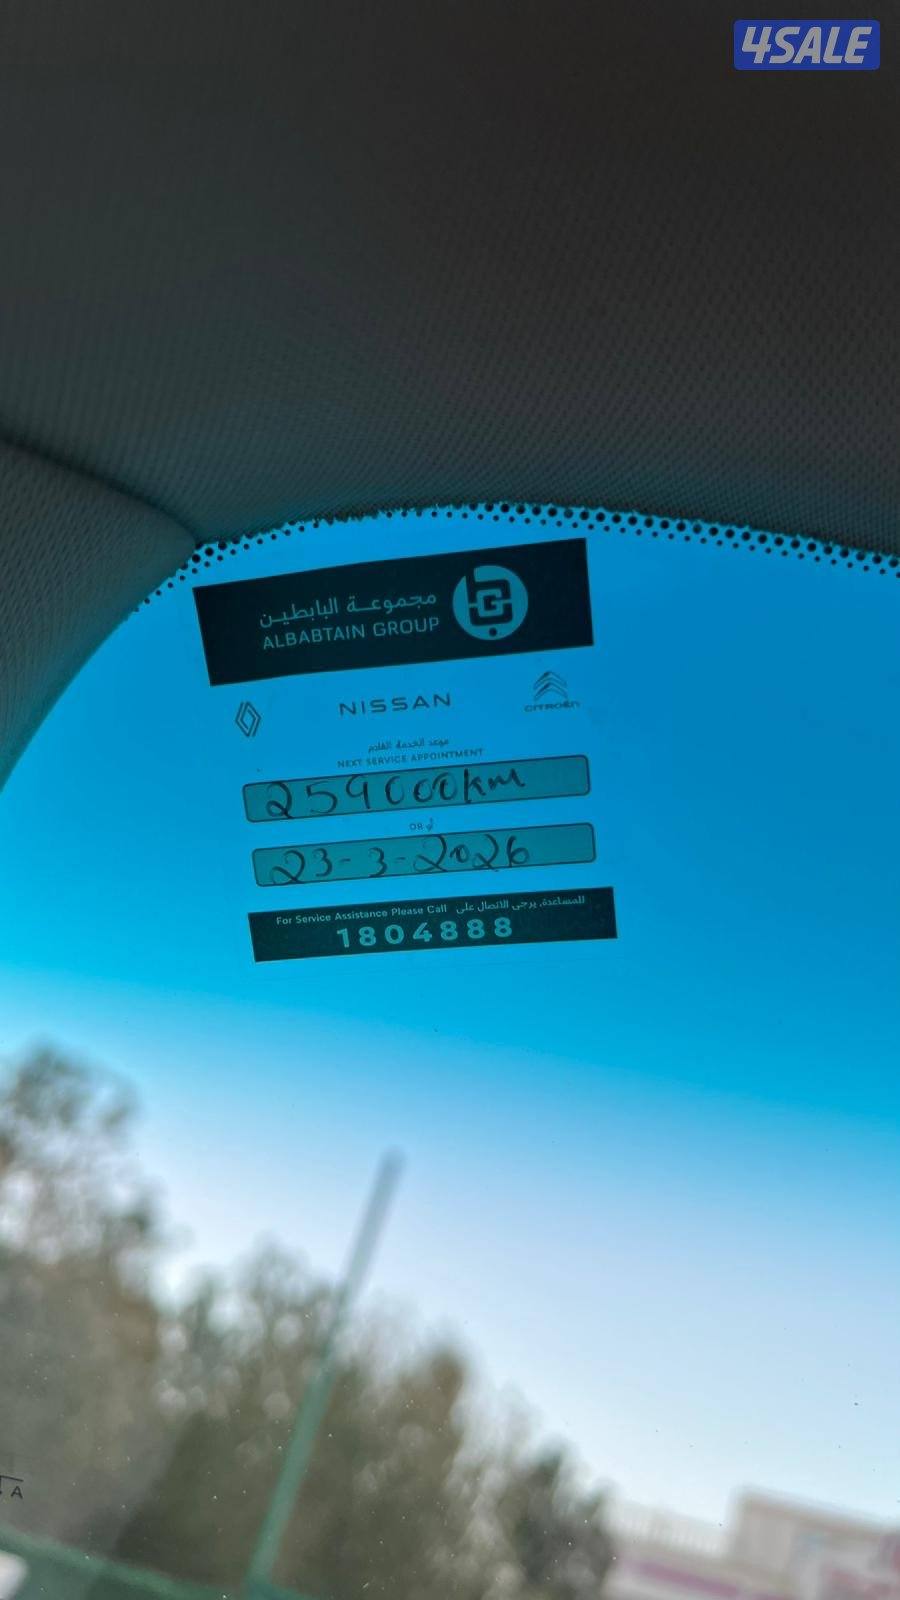 4SALE
مجموعة البابطين
ALBABTAIN GROUP
NISSAN
CITROËN
موعد الخدمة القادم
NEXT SERVICE APPOINTMENT
259000km
OR أو
23-3-2026
For Service Assistance Please Call للمساعدة، يرجى الاتصال على
1804888
A